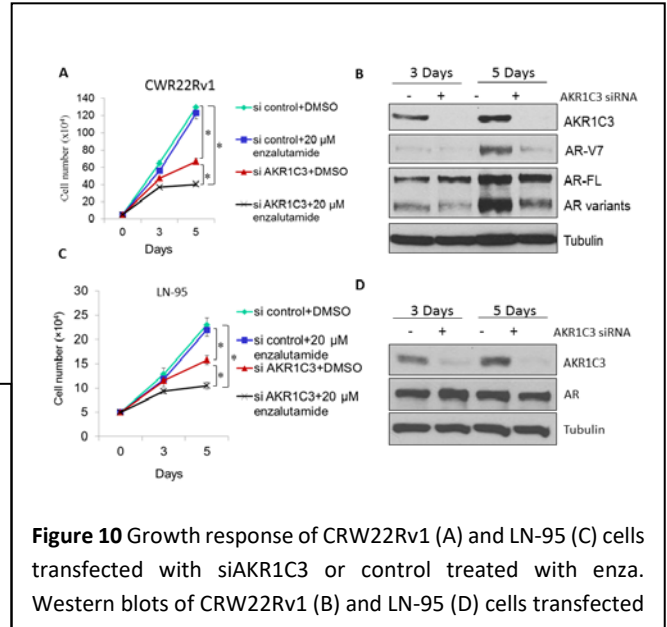 A
CWR22Rv1
Cell number (×10⁴)
140
120
100
80
60
40
20
0
0 3 5
Days
si control+DMSO
si control+20 µM
enzalutamide
si AKR1C3+DMSO
si AKR1C3+20 µM
enzalutamide
*
*
*
B
3 Days 5 Days
- + - + AKR1C3 siRNA
AKR1C3
AR-V7
AR-FL
AR variants
Tubulin
C
LN-95
Cell number (×10⁴)
30
25
20
15
10
5
0
0 3 5
Days
si control+DMSO
si control+20 µM
enzalutamide
si AKR1C3+DMSO
si AKR1C3+20 µM
enzalutamide
*
*
*
D
3 Days 5 Days
- + - + AKR1C3 siRNA
AKR1C3
AR
Tubulin
Figure 10 Growth response of CRW22Rv1 (A) and LN-95 (C) cells
transfected with siAKR1C3 or control treated with enza.
Western blots of CRW22Rv1 (B) and LN-95 (D) cells transfected